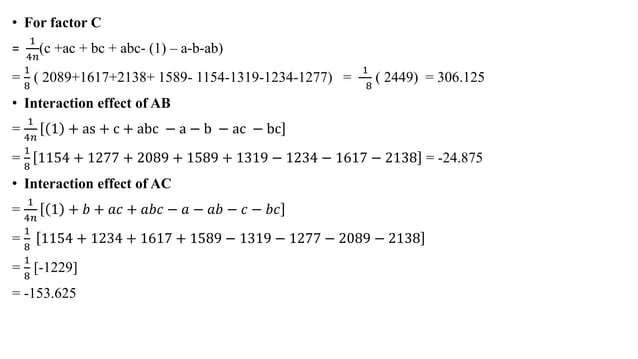 • For factor C
= 1/4n(c +ac + bc + abc- (1) – a-b-ab)
= 1/8 ( 2089+1617+2138+ 1589- 1154-1319-1234-1277) = 1/8 ( 2449) = 306.125
• Interaction effect of AB
= 1/4n [(1) + as + c + abc − a − b − ac − bc]
= 1/8 [1154 + 1277 + 2089 + 1589 + 1319 − 1234 − 1617 − 2138] = -24.875
• Interaction effect of AC
= 1/4n [(1) + b + ac + abc − a − ab − c − bc]
= 1/8 [1154 + 1234 + 1617 + 1589 − 1319 − 1277 − 2089 − 2138]
= 1/8 [-1229]
= -153.625